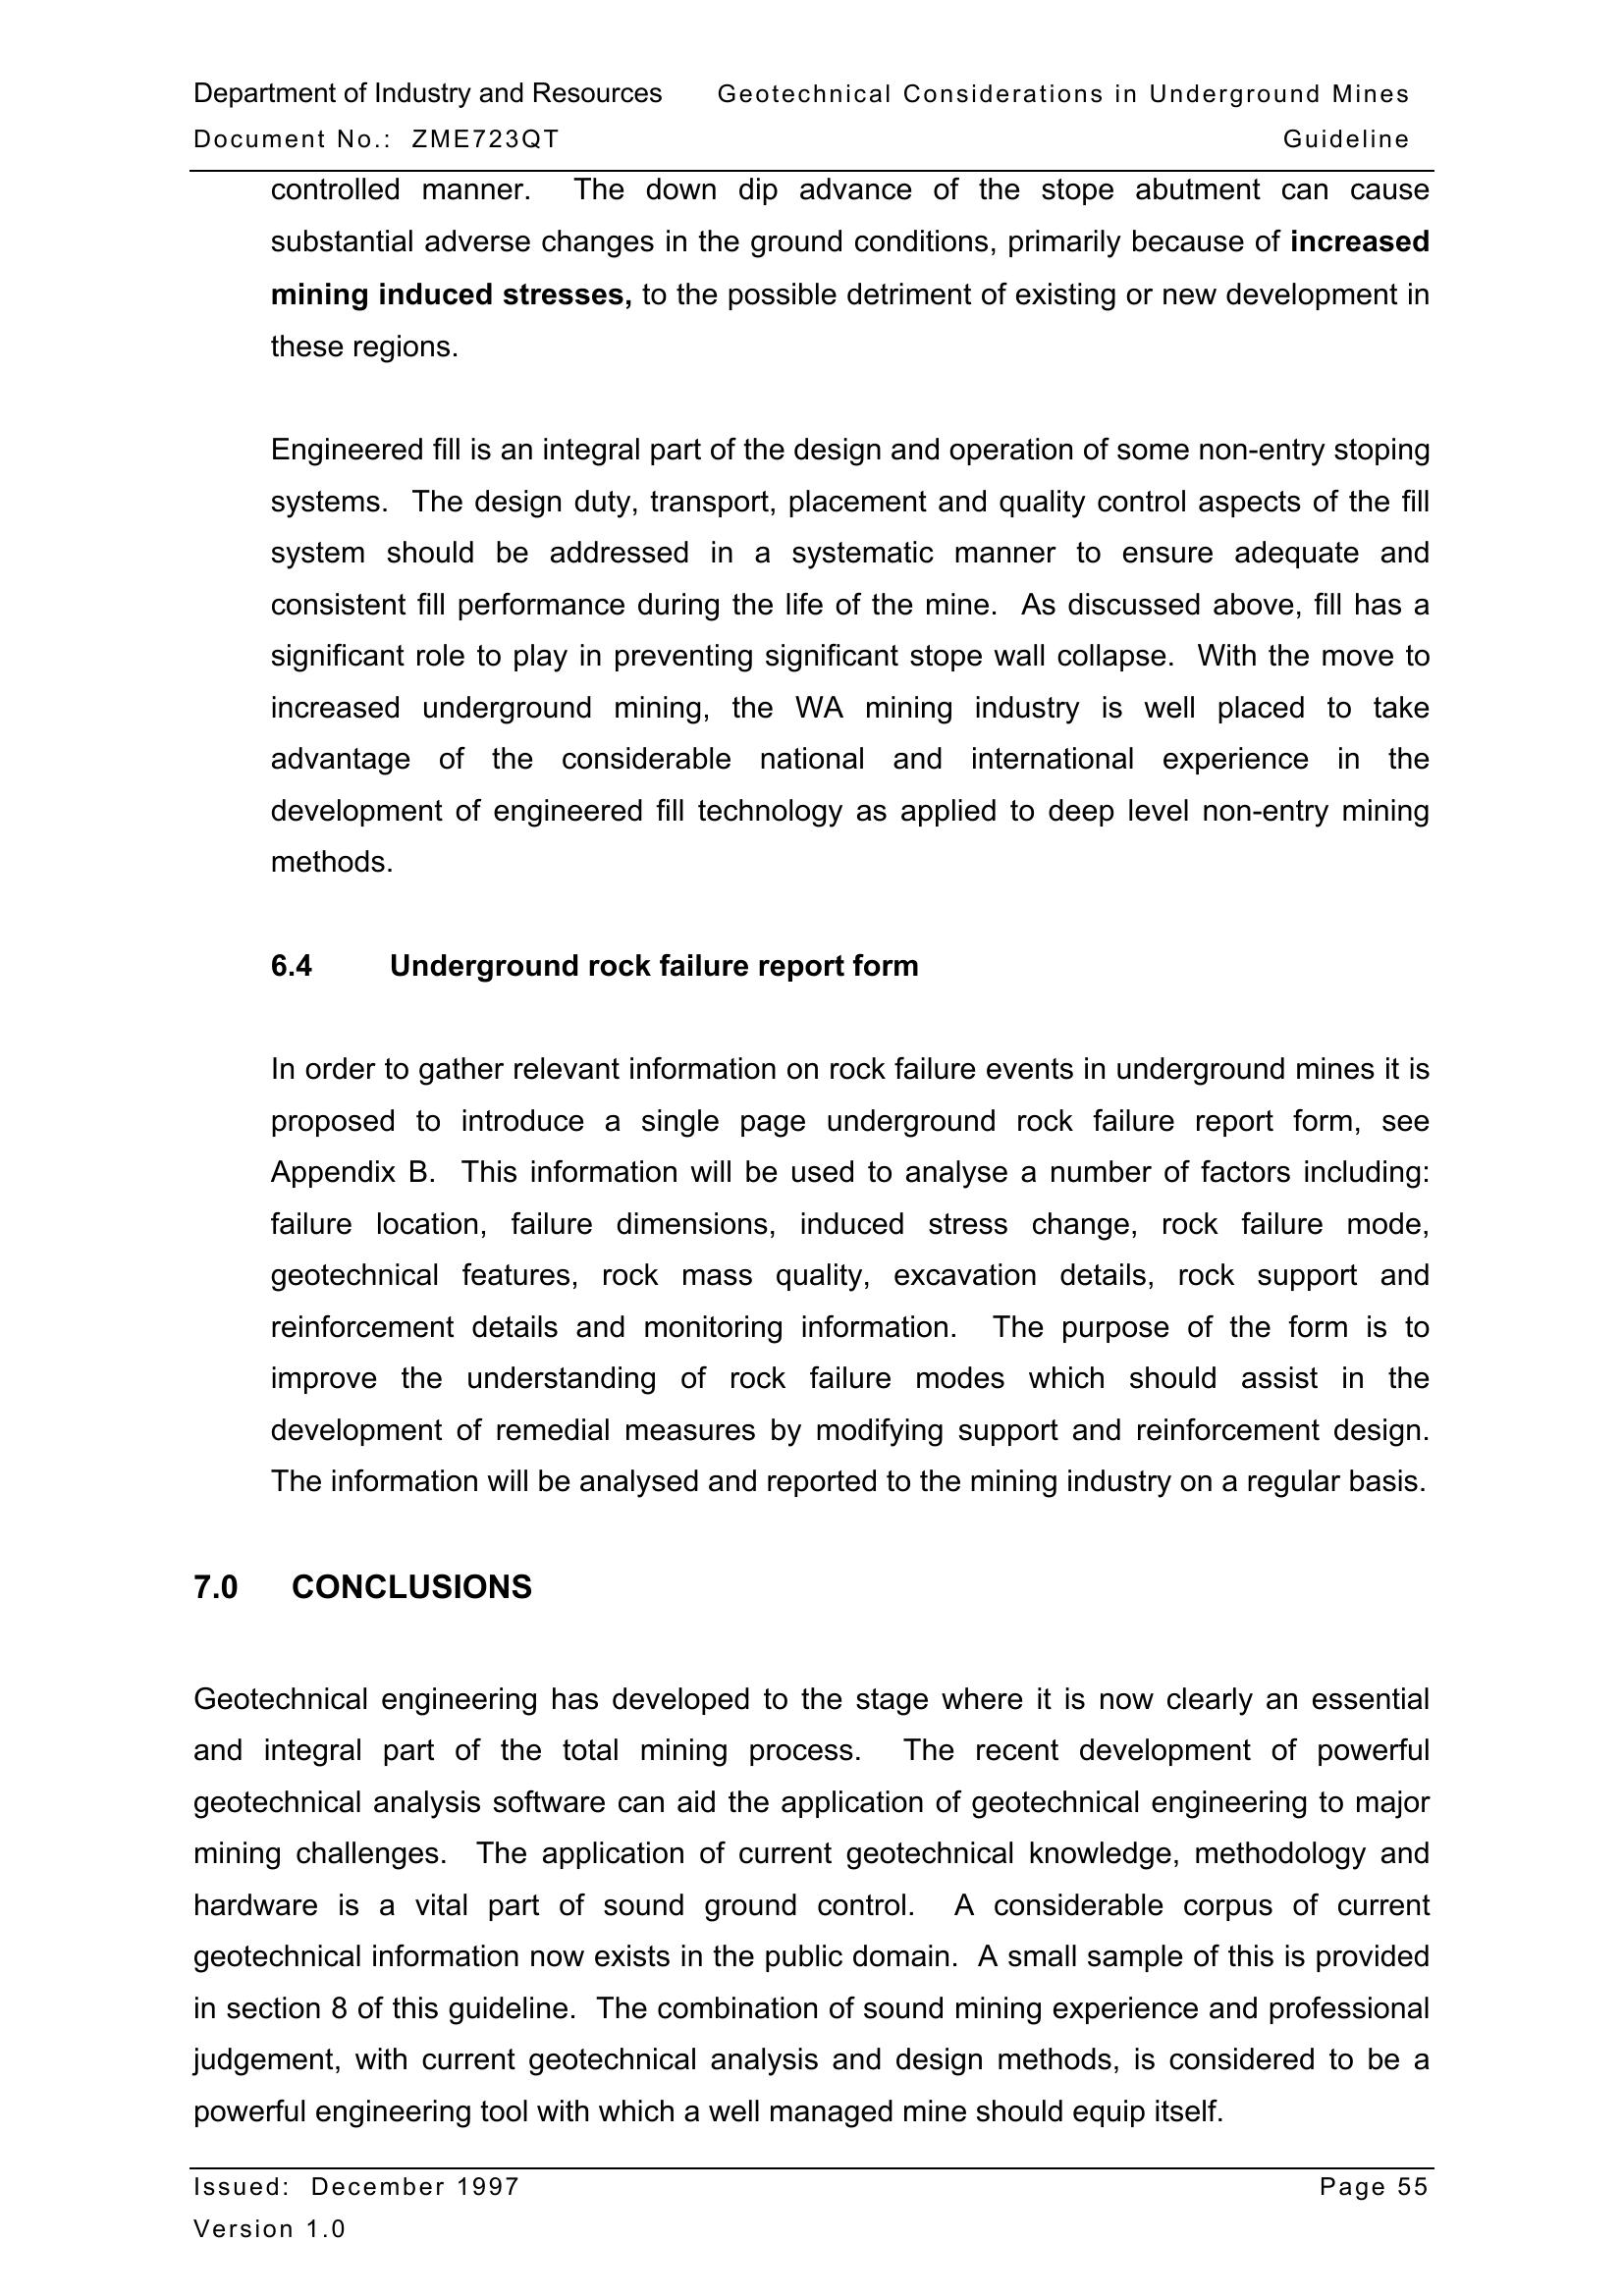 Department of Industry and Resources Geotechnical Considerations in Underground Mines
Document No.: ZME723QT Guideline
controlled manner. The down dip advance of the stope abutment can cause
substantial adverse changes in the ground conditions, primarily because of increased
mining induced stresses, to the possible detriment of existing or new development in
these regions.
Engineered fill is an integral part of the design and operation of some non-entry stoping
systems. The design duty, transport, placement and quality control aspects of the fill
system should be addressed in a systematic manner to ensure adequate and
consistent fill performance during the life of the mine. As discussed above, fill has a
significant role to play in preventing significant stope wall collapse. With the move to
increased underground mining, the WA mining industry is well placed to take
advantage of the considerable national and international experience in the
development of engineered fill technology as applied to deep level non-entry mining
methods.
6.4 Underground rock failure report form
In order to gather relevant information on rock failure events in underground mines it is
proposed to introduce a single page underground rock failure report form, see
Appendix B. This information will be used to analyse a number of factors including:
failure location, failure dimensions, induced stress change, rock failure mode,
geotechnical features, rock mass quality, excavation details, rock support and
reinforcement details and monitoring information. The purpose of the form is to
improve the understanding of rock failure modes which should assist in the
development of remedial measures by modifying support and reinforcement design.
The information will be analysed and reported to the mining industry on a regular basis.
7.0 CONCLUSIONS
Geotechnical engineering has developed to the stage where it is now clearly an essential
and integral part of the total mining process. The recent development of powerful
geotechnical analysis software can aid the application of geotechnical engineering to major
mining challenges. The application of current geotechnical knowledge, methodology and
hardware is a vital part of sound ground control. A considerable corpus of current
geotechnical information now exists in the public domain. A small sample of this is provided
in section 8 of this guideline. The combination of sound mining experience and professional
judgement, with current geotechnical analysis and design methods, is considered to be a
powerful engineering tool with which a well managed mine should equip itself.
Issued: December 1997 Page 55
Version 1.0